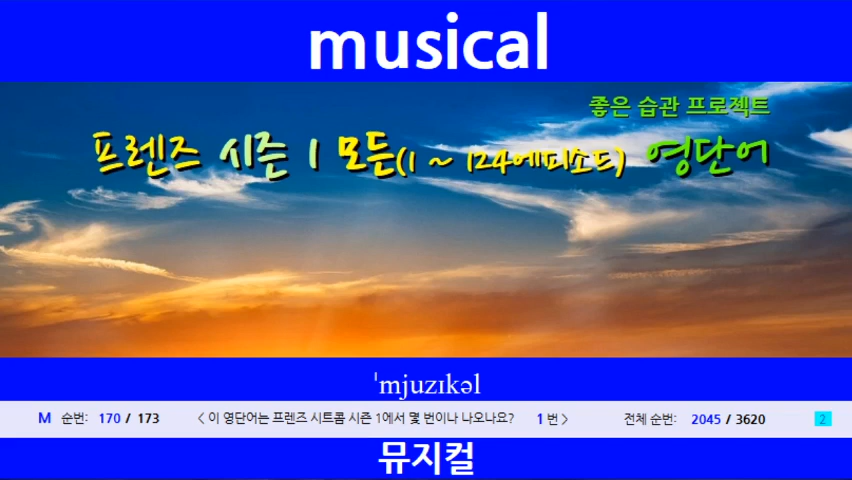 musical
좋은 습관 프로젝트
프렌즈 시즌 1 모든(1 ~ 124에피소드) 영단어
ˈmjuzɪkəl
M 순번: 170 / 173 < 이 영단어는 프렌즈 시트콤 시즌 1에서 몇 번이나 나오나요? 1 번 > 전체 순번: 2045 / 3620 2
뮤지컬